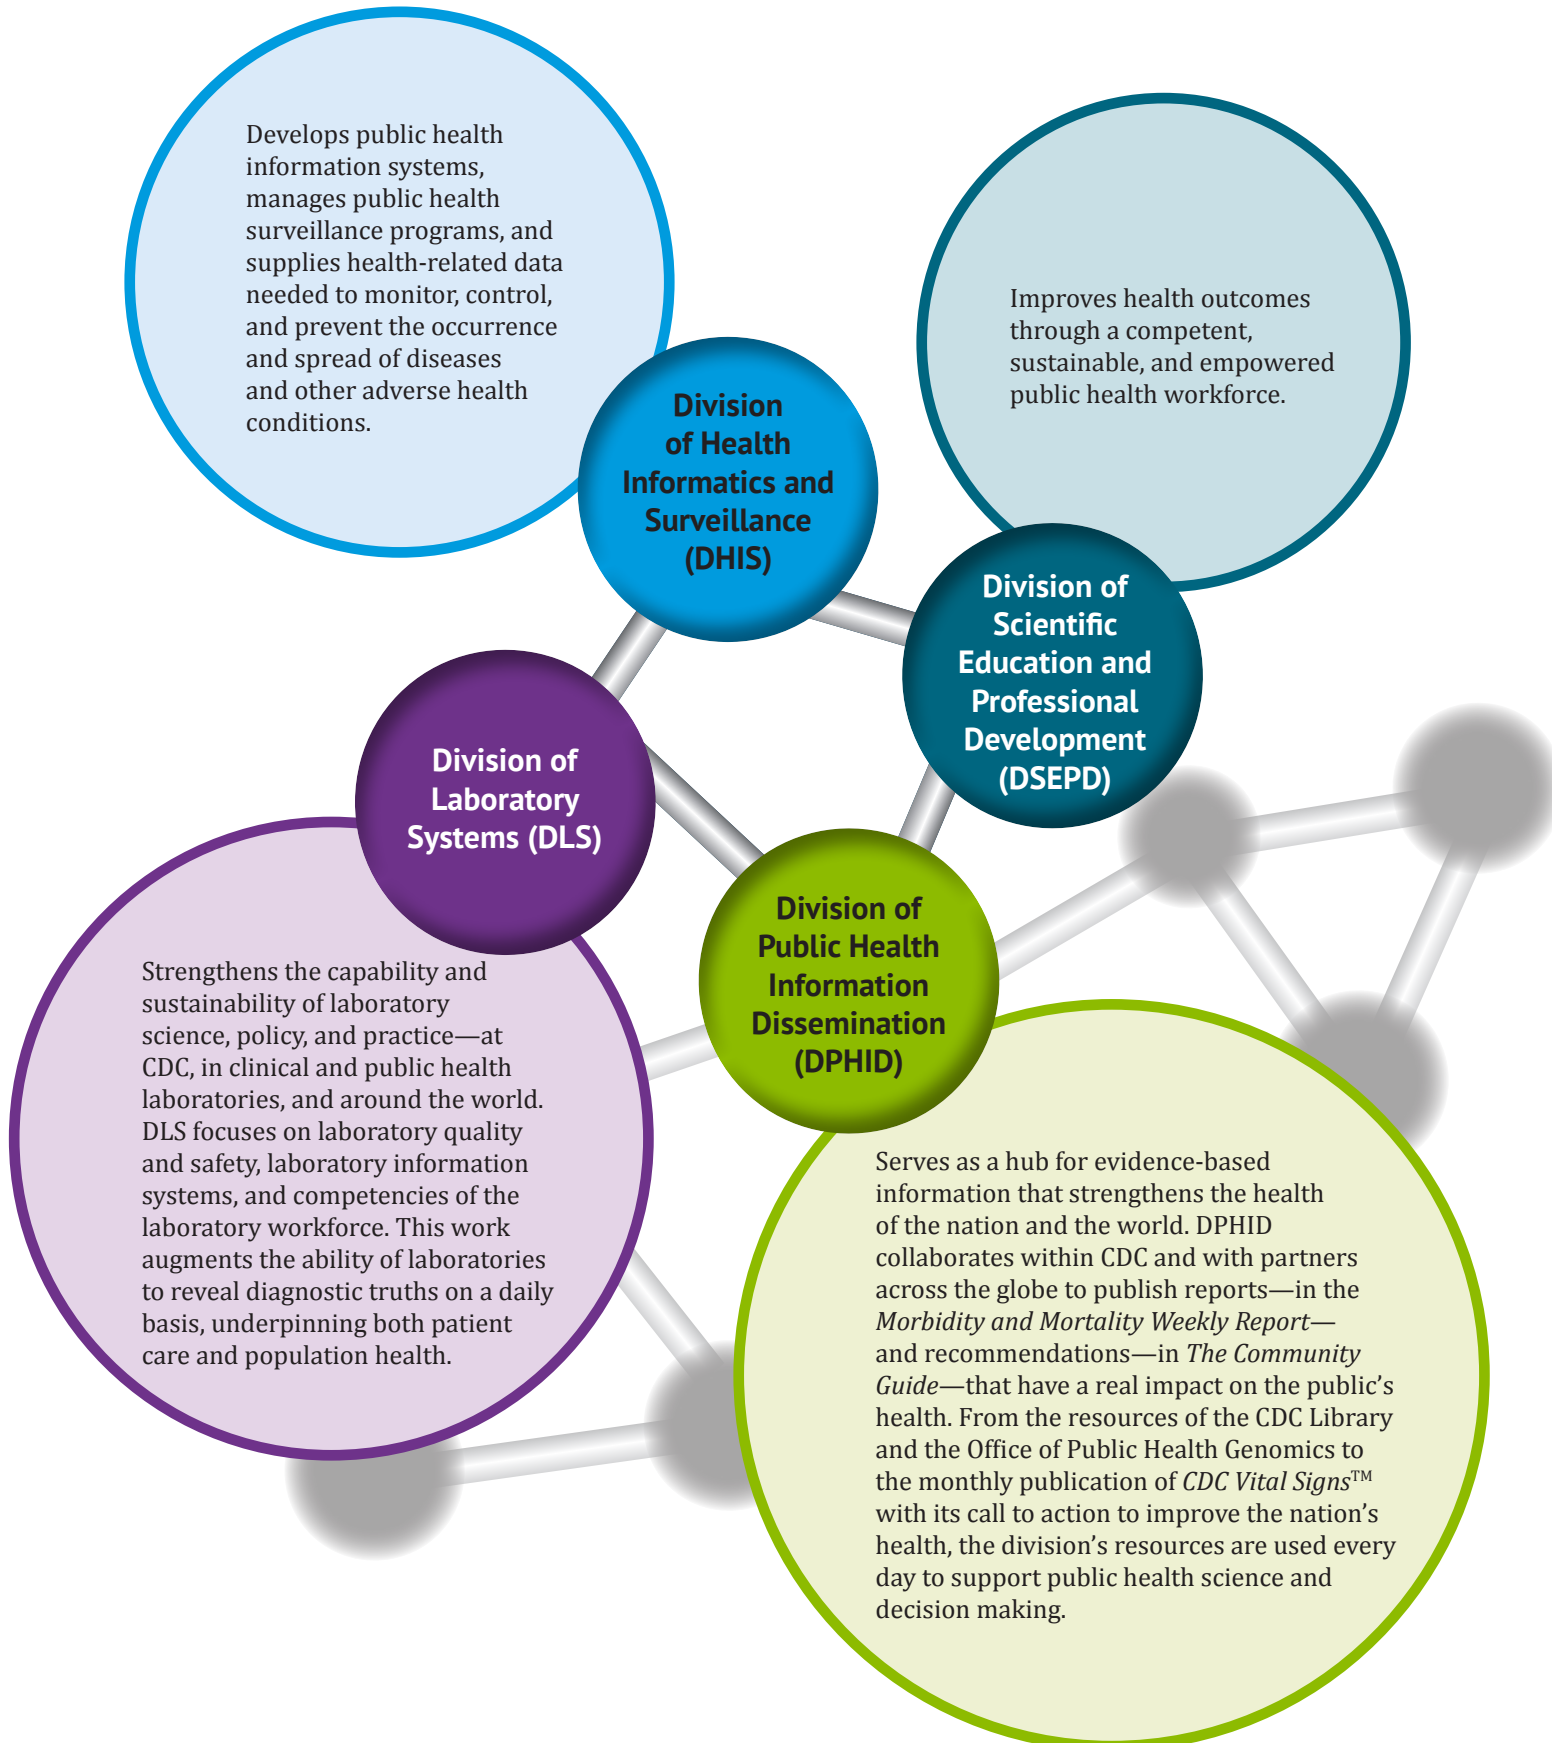 Develops public health
information systems,
manages public health
surveillance programs, and
supplies health-related data
needed to monitor, control,
and prevent the occurrence
and spread of diseases
and other adverse health
conditions.
Division
of Health
Informatics and
Surveillance
(DHIS)
Improves health outcomes
through a competent,
sustainable, and empowered
public health workforce.
Division of
Scientific
Education and
Professional
Development
(DSEPD)
Division of
Laboratory
Systems (DLS)
Strengthens the capability and
sustainability of laboratory
science, policy, and practice—at
CDC, in clinical and public health
laboratories, and around the world.
DLS focuses on laboratory quality
and safety, laboratory information
systems, and competencies of the
laboratory workforce. This work
augments the ability of laboratories
to reveal diagnostic truths on a daily
basis, underpinning both patient
care and population health.
Division of
Public Health
Information
Dissemination
(DPHID)
Serves as a hub for evidence-based
information that strengthens the health
of the nation and the world. DPHID
collaborates within CDC and with partners
across the globe to publish reports—in the
Morbidity and Mortality Weekly Report—
and recommendations—in The Community
Guide—that have a real impact on the public’s
health. From the resources of the CDC Library
and the Office of Public Health Genomics to
the monthly publication of CDC Vital Signs™
with its call to action to improve the nation’s
health, the division’s resources are used every
day to support public health science and
decision making.